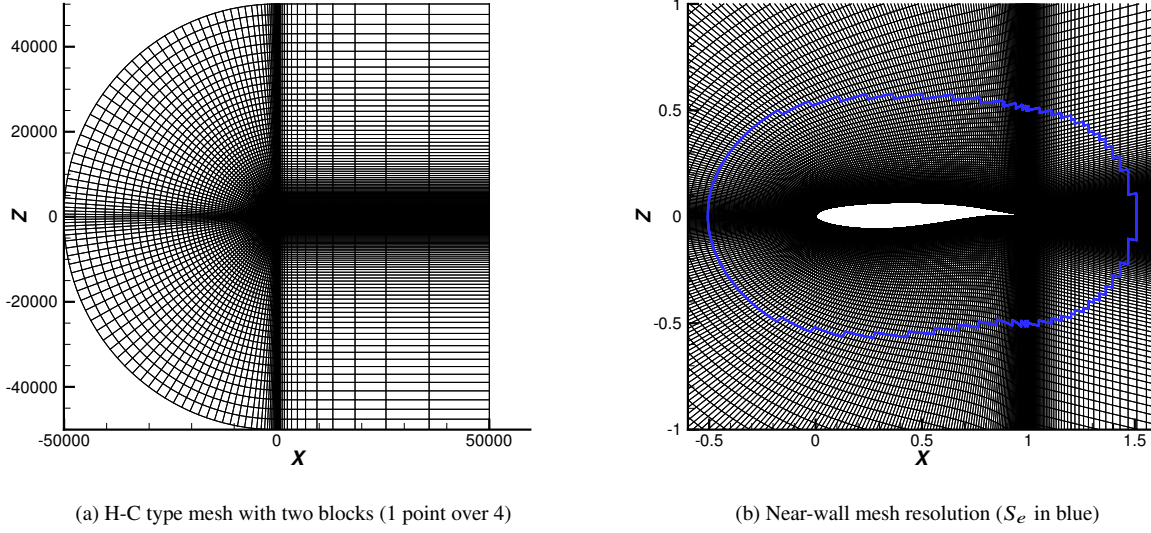 40000
20000
0
-20000
-40000
Z
-50000 0 50000
X
1
0.5
0
-0.5
-1
Z
-0.5 0 0.5 1 1.5
X
(a) H-C type mesh with two blocks (1 point over 4)
(b) Near-wall mesh resolution (Se in blue)